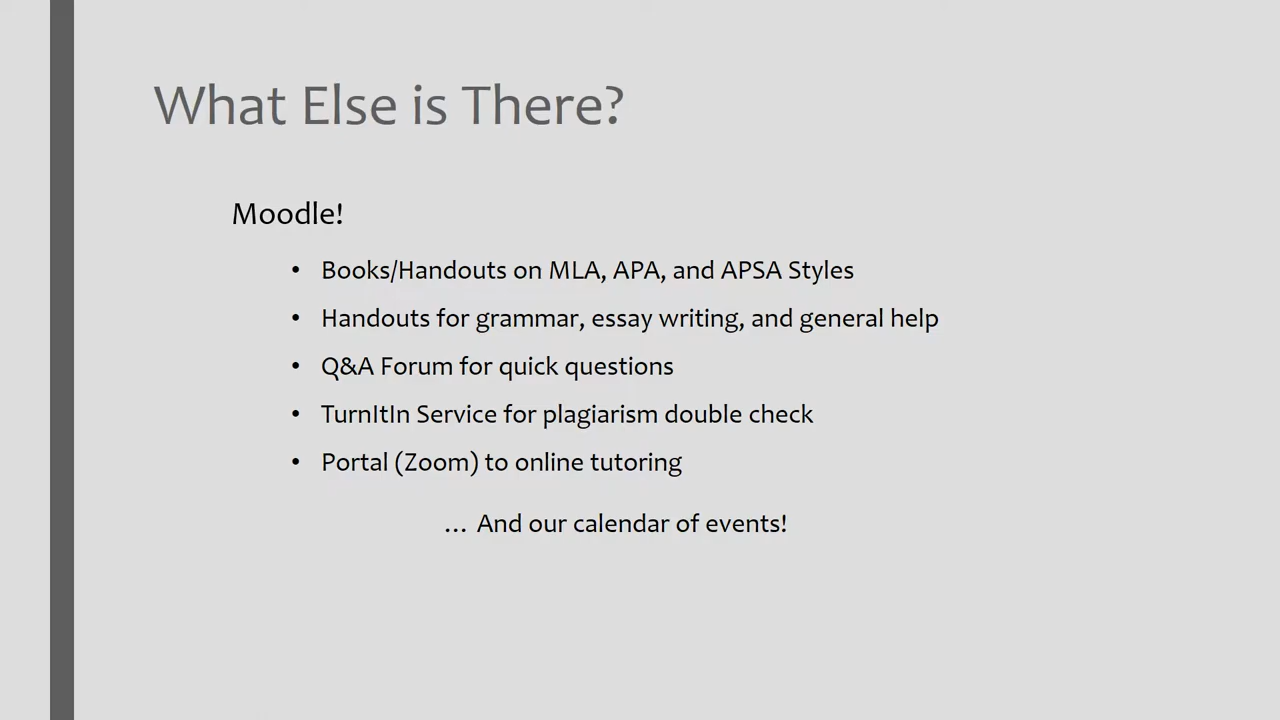 What Else is There?
Moodle!
• Books/Handouts on MLA, APA, and APSA Styles
• Handouts for grammar, essay writing, and general help
• Q&A Forum for quick questions
• TurnItIn Service for plagiarism double check
• Portal (Zoom) to online tutoring
... And our calendar of events!